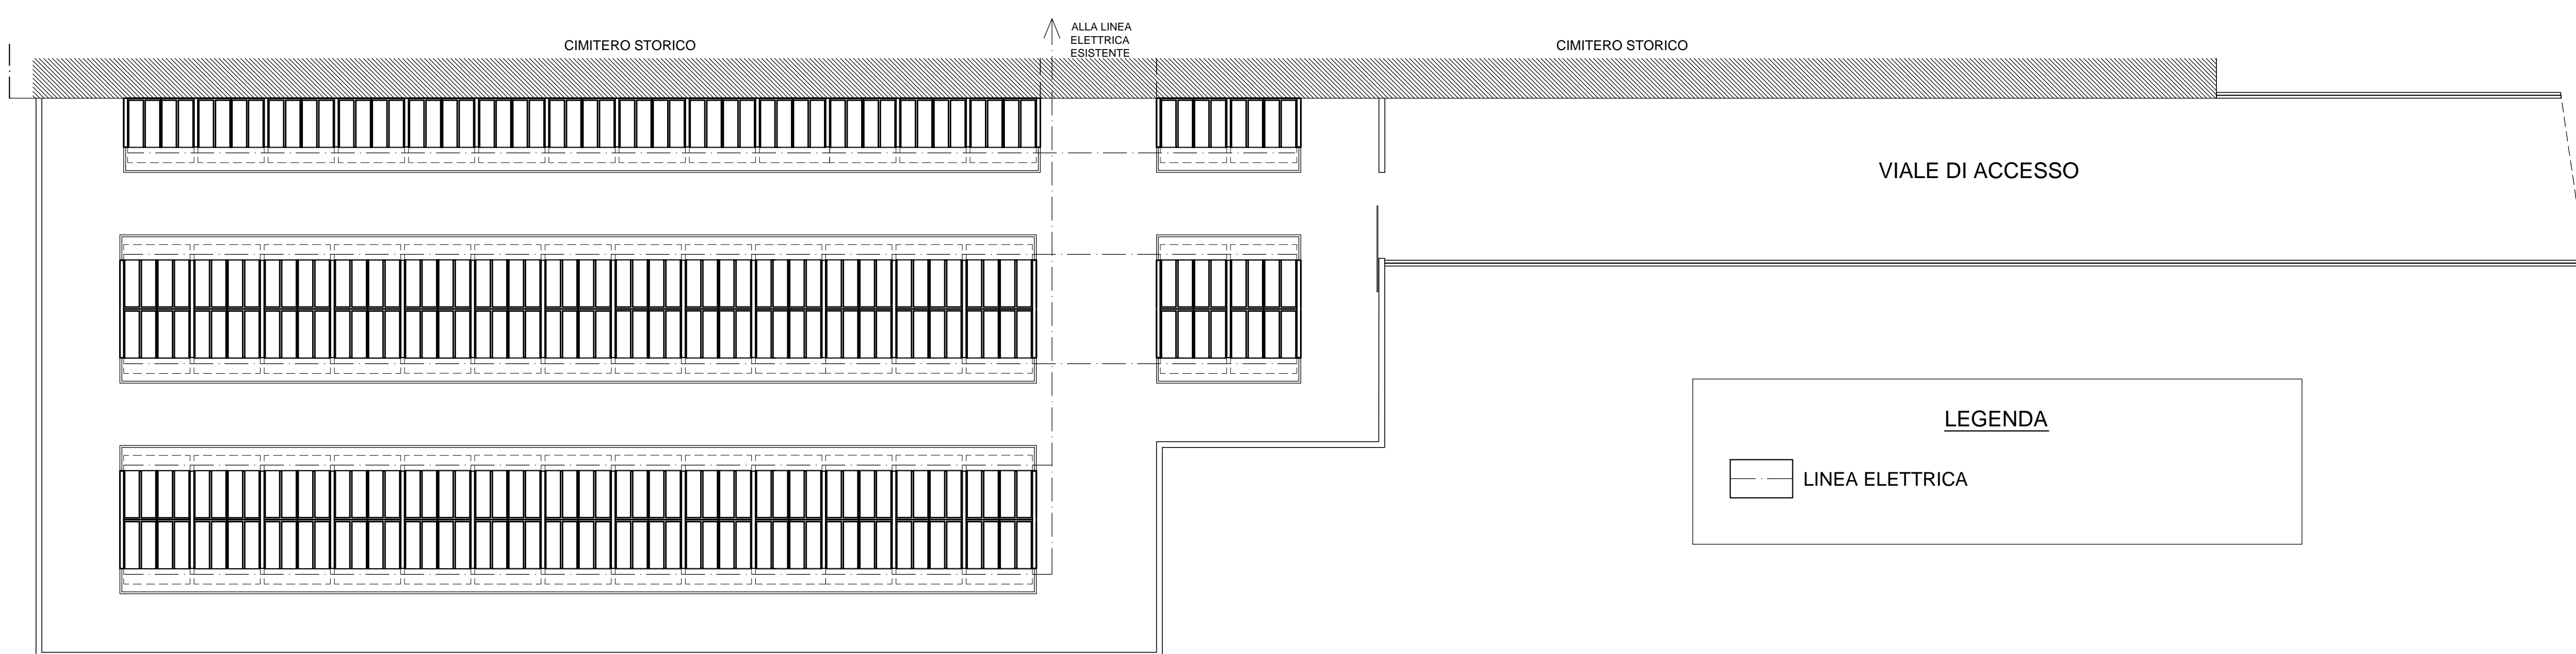 CIMITERO STORICO
ALLA LINEA
ELETTRICA
ESISTENTE
CIMITERO STORICO
VIALE DI ACCESSO
LEGENDA
LINEA ELETTRICA